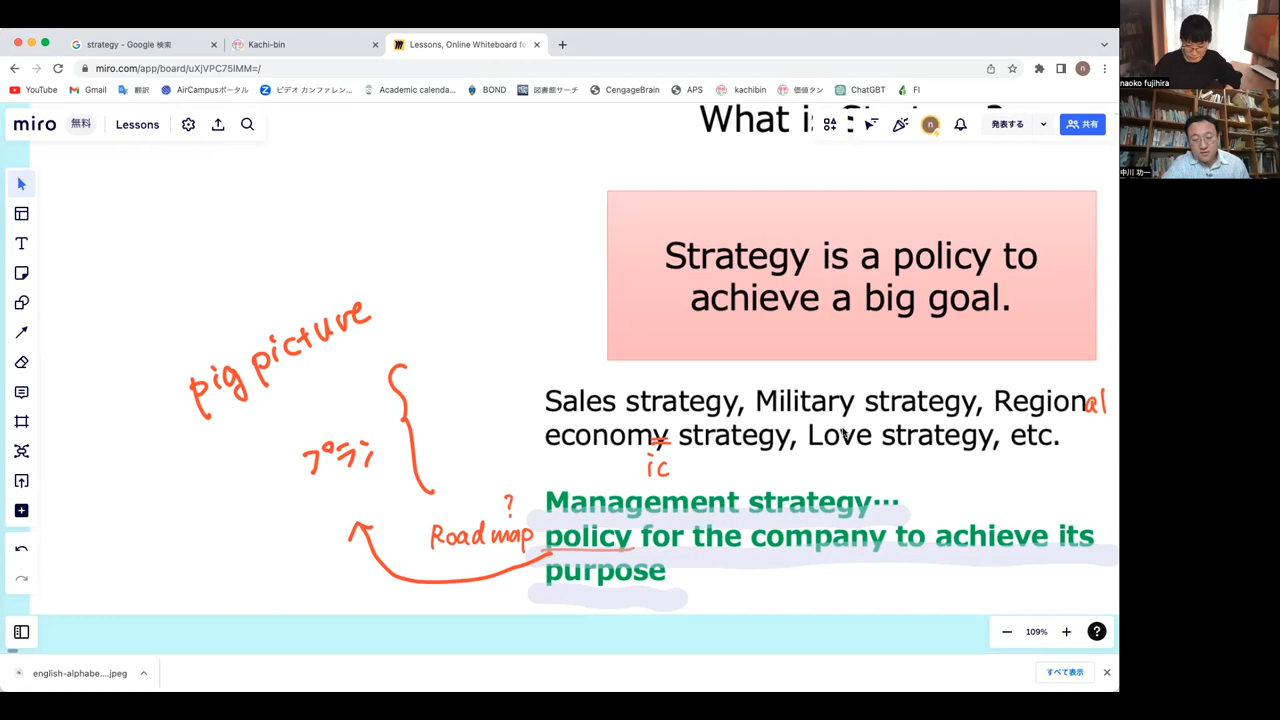 strategy - Google 検索
Kachi-bin
Lessons, Online Whiteboard fo
miro.com/app/board/uXjVPC75IMM=/
YouTube
Gmail
翻訳
AirCampusポータル
ビデオ カンファレン...
Academic calenda...
BOND
図書館サーチ
CengageBrain
APS
kachibin
価値タン
ChatGBT
FI
miro
無料
Lessons
発表する
共有
What is
Strategy is a policy to
achieve a big goal.
pig picture
プラン
Sales strategy, Military strategy, Regional
economy strategy, Love strategy, etc.
ic
?
Road map
Management strategy…
policy for the company to achieve its
purpose
109%
english-alphabe....jpeg
すべて表示
naoko fujihira
中川 功一